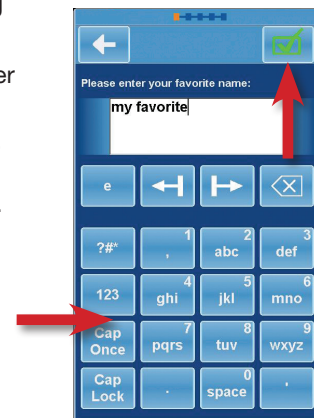 er
Please enter your favorite name:
my favorite
e
?#* 1 , 2 abc 3 def
123 4 ghi 5 jkl 6 mno
Cap Once 7 pqrs 8 tuv 9 wxyz
Cap Lock . 0 space '